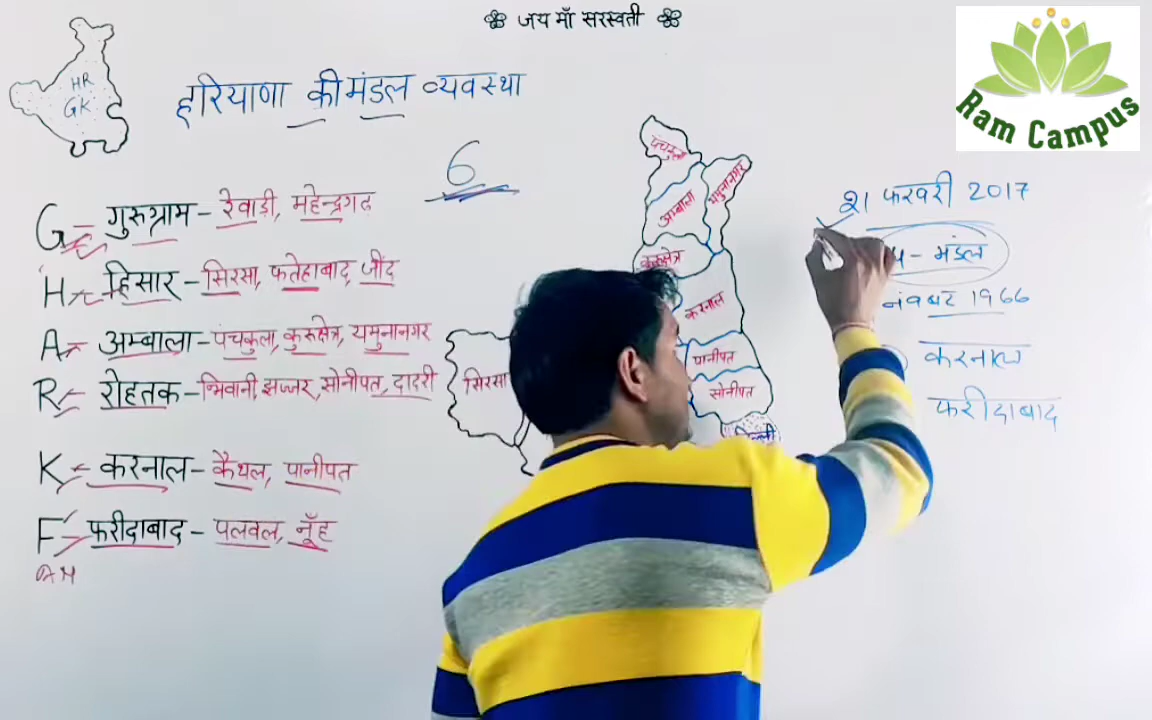 जय माँ सरस्वती
HR
GK
हरियाणा की मंडल व्यवस्था
Ram Campus
6
G - गुरुग्राम - रेवाड़ी, महेन्द्रगढ
H - हिसार - सिरसा, फतेहाबाद, जींद
A - अम्बाला - पंचकुला, कुरुक्षेत्र, यमुनानगर
R - रोहतक - भिवानी, झज्जर, सोनीपत, दादरी
K - करनाल - कैथल, पानीपत
F - फरीदाबाद - पलवल, नूँह
पंचकुला
अम्बाला
यमुनानगर
कुरुक्षेत्र
करनाल
पानीपत
सोनीपत
सिरसा
21 फरवरी 2017
- मंडल
नंवबर 1966
करनाल
फरीदाबाद